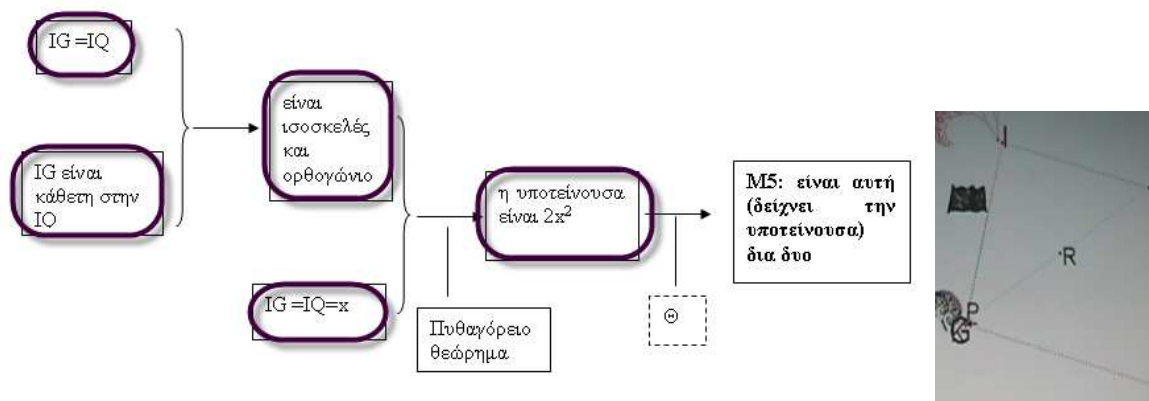 IG =IQ
IG είναι
κάθετη στην
IQ
είναι
ισοσκελές
και
ορθογώνιο
IG =IQ=x
Πυθαγόρειο
θεώρημα
η υποτείνουσα
είναι 2x²
Θ
M5: είναι αυτή
(δείχνει την
υποτείνουσα)
δια δυο
I
R
P
G